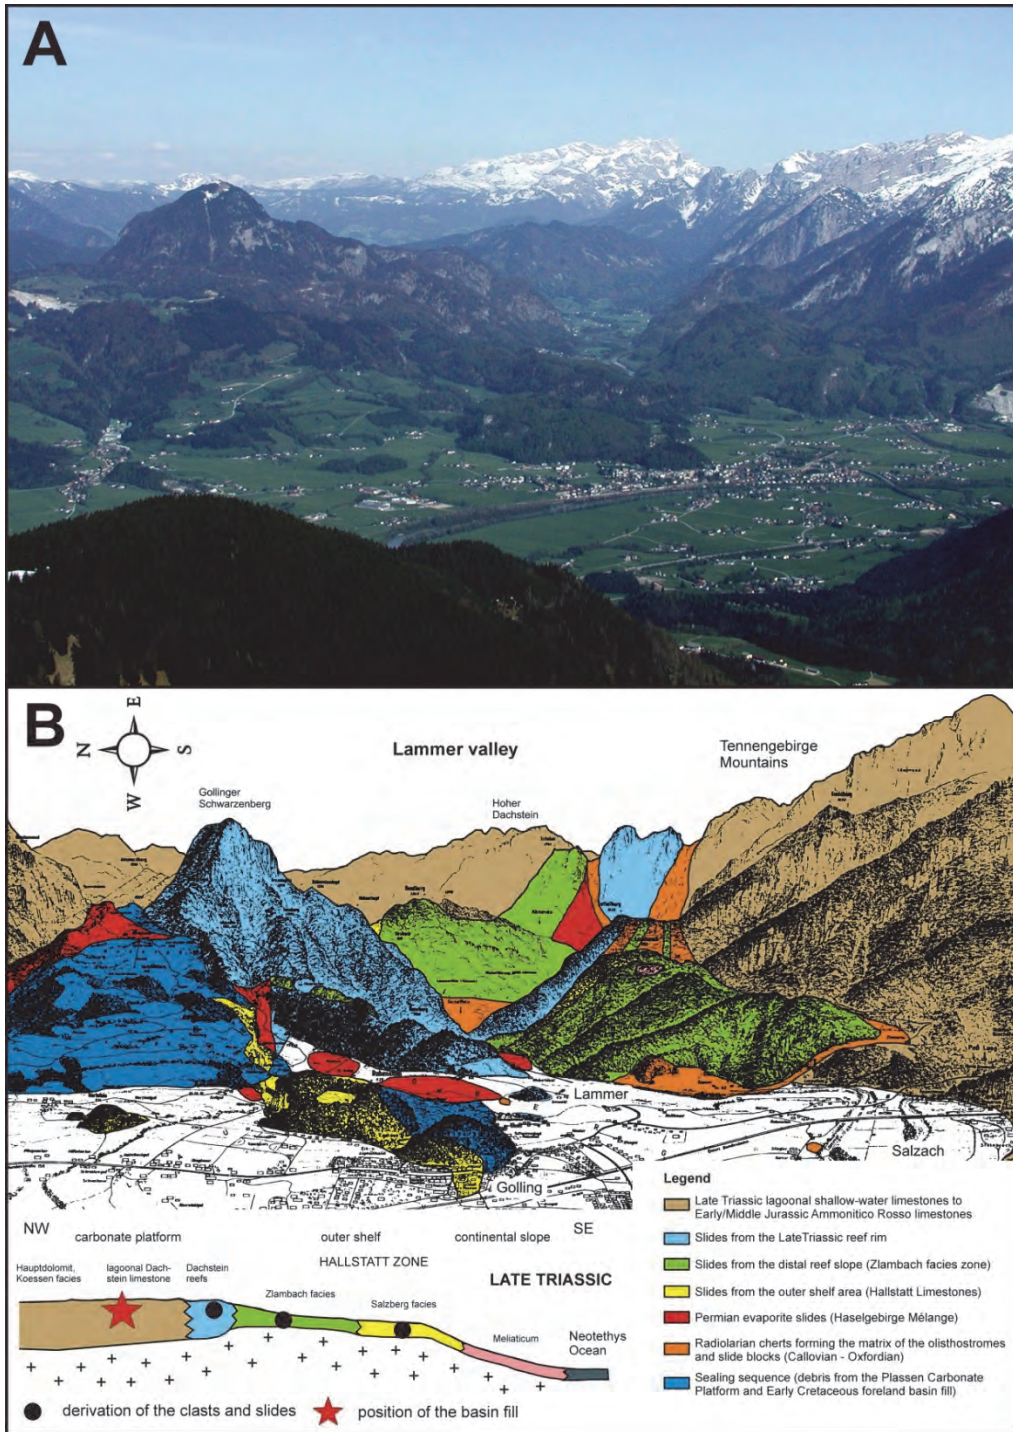 A
B
E
N
S
W
Lammer valley
Tennengebirge
Mountains
Gollinger
Schwarzenberg
Hoher
Dachstein
Lammer
Salzach
Golling
Legend
Late Triassic lagoonal shallow-water limestones to
Early/Middle Jurassic Ammonitico Rosso limestones
Slides from the LateTriassic reef rim
Slides from the distal reef slope (Zlambach facies zone)
Slides from the outer shelf area (Hallstatt Limestones)
Permian evaporite slides (Haselgebirge Mélange)
Radiolarian cherts forming the matrix of the olisthostromes
and slide blocks (Callovian - Oxfordian)
Sealing sequence (debris from the Plassen Carbonate
Platform and Early Cretaceous foreland basin fill)
NW
SE
carbonate platform
outer shelf
continental slope
HALLSTATT ZONE
LATE TRIASSIC
Hauptdolomit,
Koessen facies
lagoonal Dach-
stein limestone
Dachstein
reefs
Zlambach facies
Salzberg facies
Meliaticum
Neotethys
Ocean
derivation of the clasts and slides
position of the basin fill